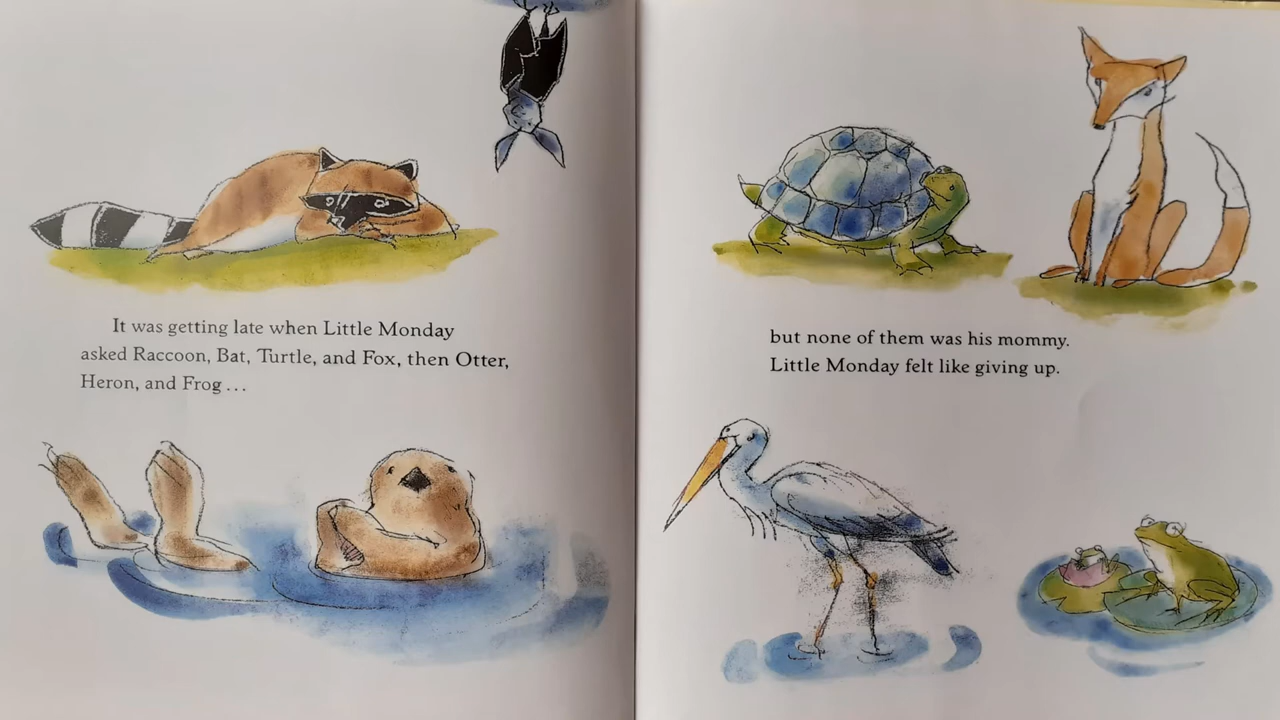 It was getting late when Little Monday
asked Raccoon, Bat, Turtle, and Fox, then Otter,
Heron, and Frog . . .
but none of them was his mommy.
Little Monday felt like giving up.